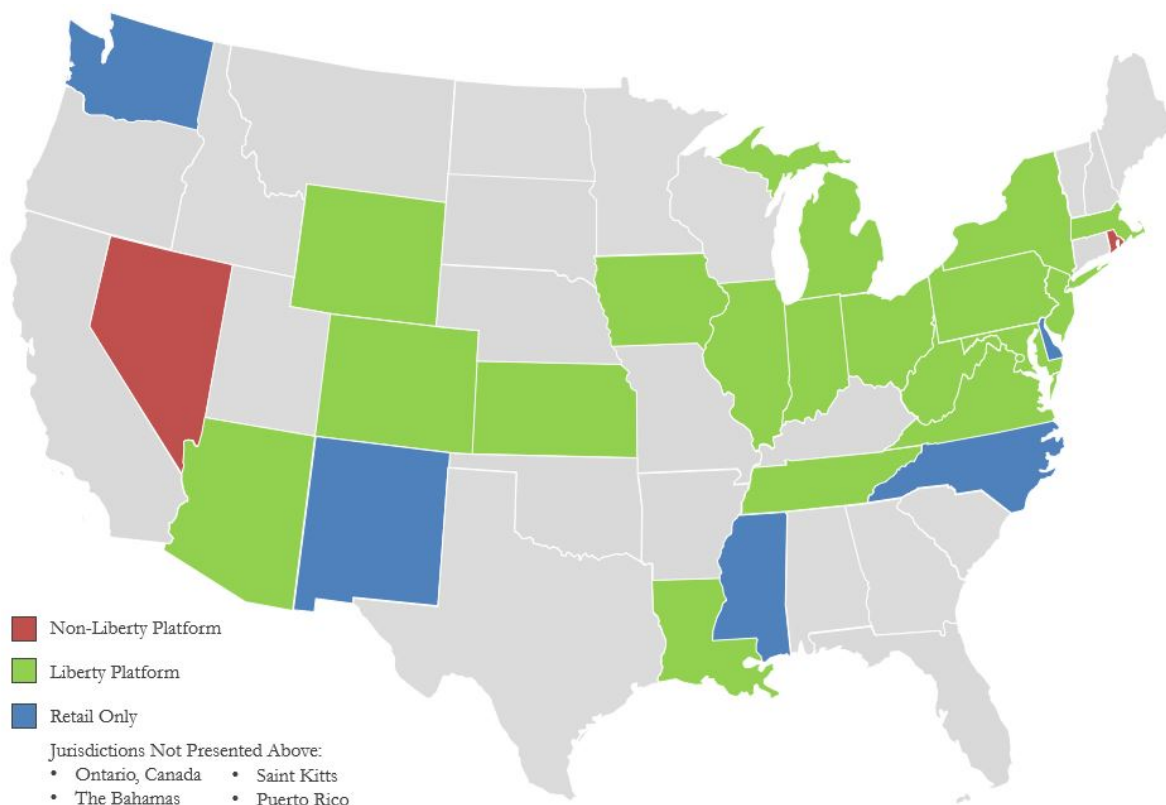 Non-Liberty Platform
Liberty Platform
Retail Only
Jurisdictions Not Presented Above:
• Ontario, Canada • Saint Kitts
• The Bahamas • Puerto Rico